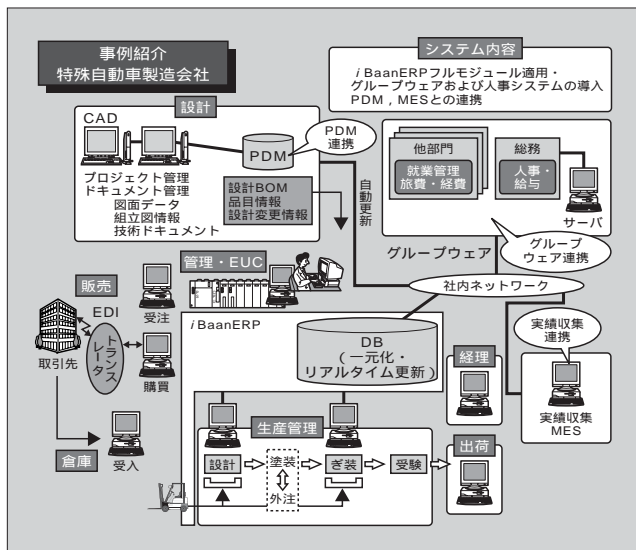 事例紹介
特殊自動車製造会社
システム内容
i BaanERPフルモジュール適用・
グループウェアおよび人事システムの導入
PDM，MESとの連携
設計
CAD
PDM
PDM
連携
プロジェクト管理
ドキュメント管理
図面データ
組立図情報
技術ドキュメント
設計BOM
品目情報
設計変更情報
自動更新
他部門
就業管理
旅費・経費
総務
人事・
給与
サーバ
グループウェア
グループ
ウェア連携
社内ネットワーク
販売
管理・EUC
EDI
受注
トランスレータ
取引先
購買
倉庫
受入
i BaanERP
DB
（一元化・
リアルタイム更新）
経理
実績収集
連携
実績収集
MES
生産管理
設計
塗装
外注
ぎ装
受験
出荷